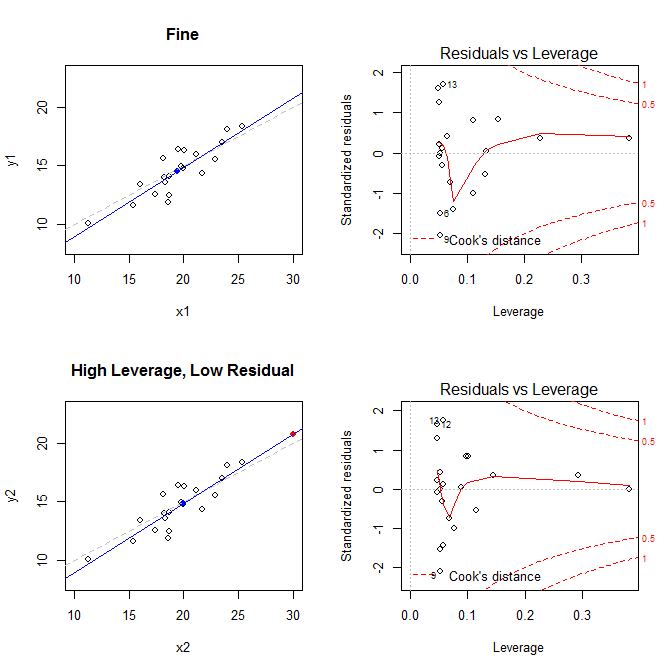 Fine
y1
20
15
10
10 15 20 25 30
x1
Residuals vs Leverage
Standardized residuals
2
1
0
-1
-2
13
6
9
Cook's distance
1
0.5
0.5
1
0.0 0.1 0.2 0.3
Leverage
High Leverage, Low Residual
y2
20
15
10
10 15 20 25 30
x2
Residuals vs Leverage
Standardized residuals
2
1
0
-1
-2
13
12
9
Cook's distance
1
0.5
0.5
1
0.0 0.1 0.2 0.3
Leverage